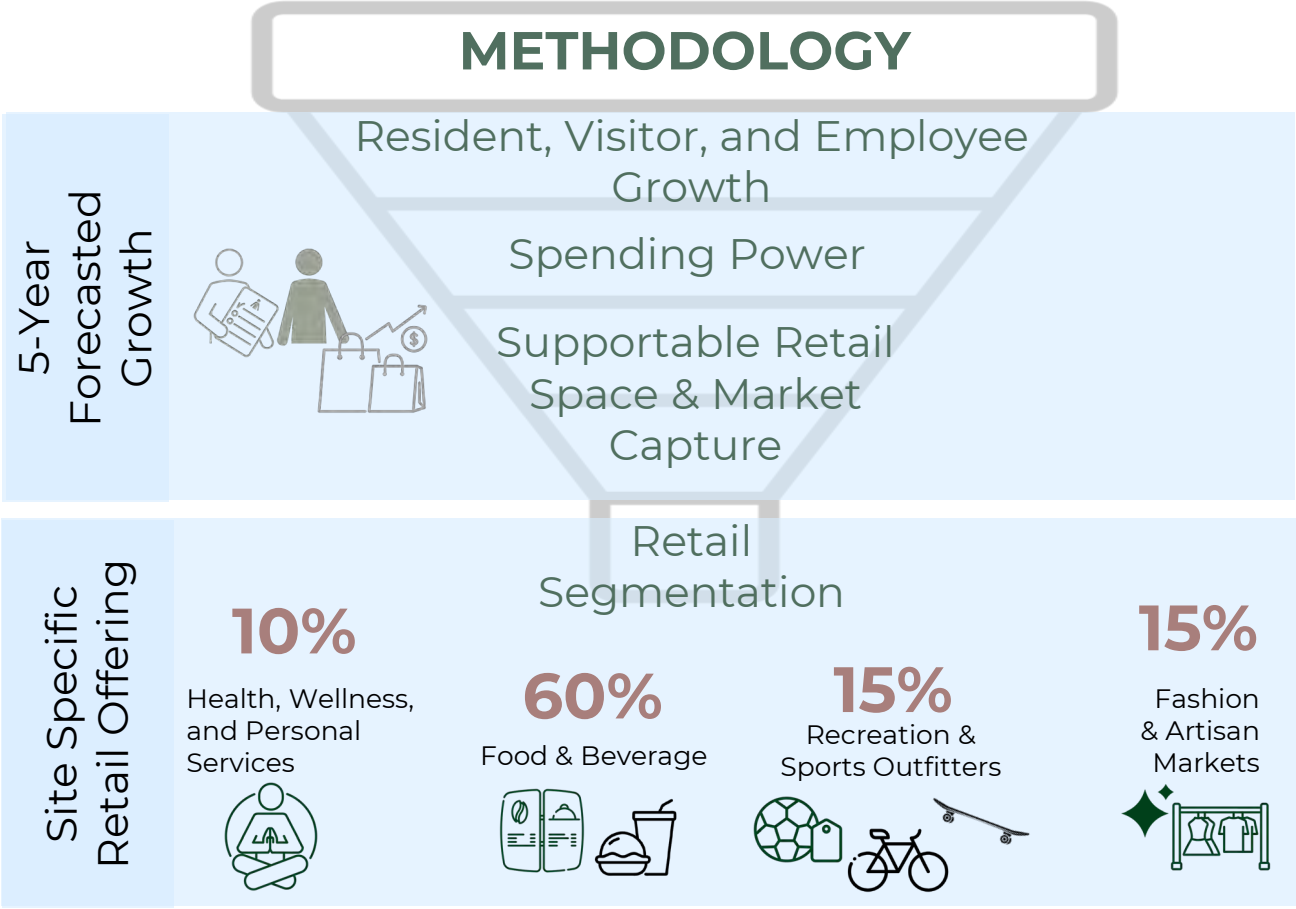 METHODOLOGY
5-Year
Forecasted
Growth
Resident, Visitor, and Employee
Growth
Spending Power
$
Supportable Retail
Space & Market
Capture
Site Specific
Retail Offering
Retail
Segmentation
10%
Health, Wellness,
and Personal
Services
60%
Food & Beverage
15%
Recreation &
Sports Outfitters
15%
Fashion
& Artisan
Markets